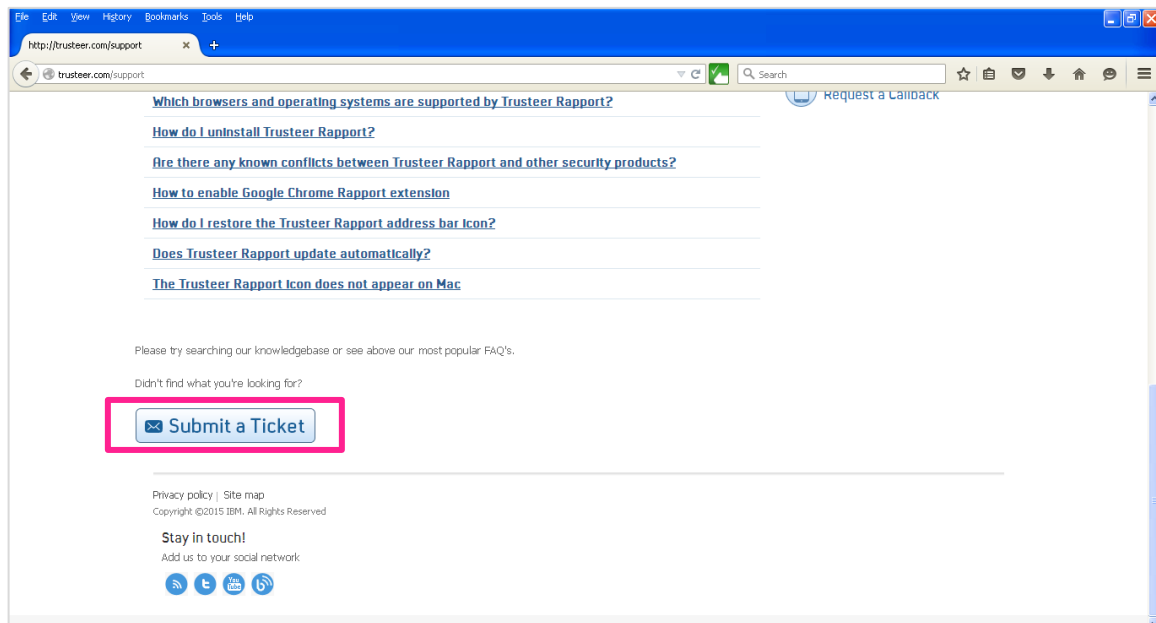 File Edit View History Bookmarks Tools Help
http://trusteer.com/support
trusteer.com/support
Search
Which browsers and operating systems are supported by Trusteer Rapport?
Request a Callback
How do I uninstall Trusteer Rapport?
Are there any known conflicts between Trusteer Rapport and other security products?
How to enable Google Chrome Rapport extension
How do I restore the Trusteer Rapport address bar icon?
Does Trusteer Rapport update automatically?
The Trusteer Rapport icon does not appear on Mac
Please try searching our knowledgebase or see above our most popular FAQ's.
Didn't find what you're looking for?
Submit a Ticket
Privacy policy | Site map
Copyright ©2015 IBM. All Rights Reserved
Stay in touch!
Add us to your social network
You Tube